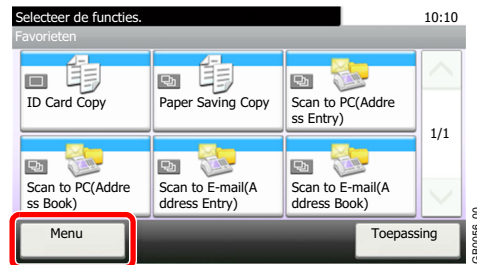 Selecteer de functies.
10:10
Favorieten
ID Card Copy
Paper Saving Copy
Scan to PC(Addre
ss Entry)
1/1
Scan to PC(Addre
ss Book)
Scan to E-mail(A
ddress Entry)
Scan to E-mail(A
ddress Book)
Menu
Toepassing
GB0056_00